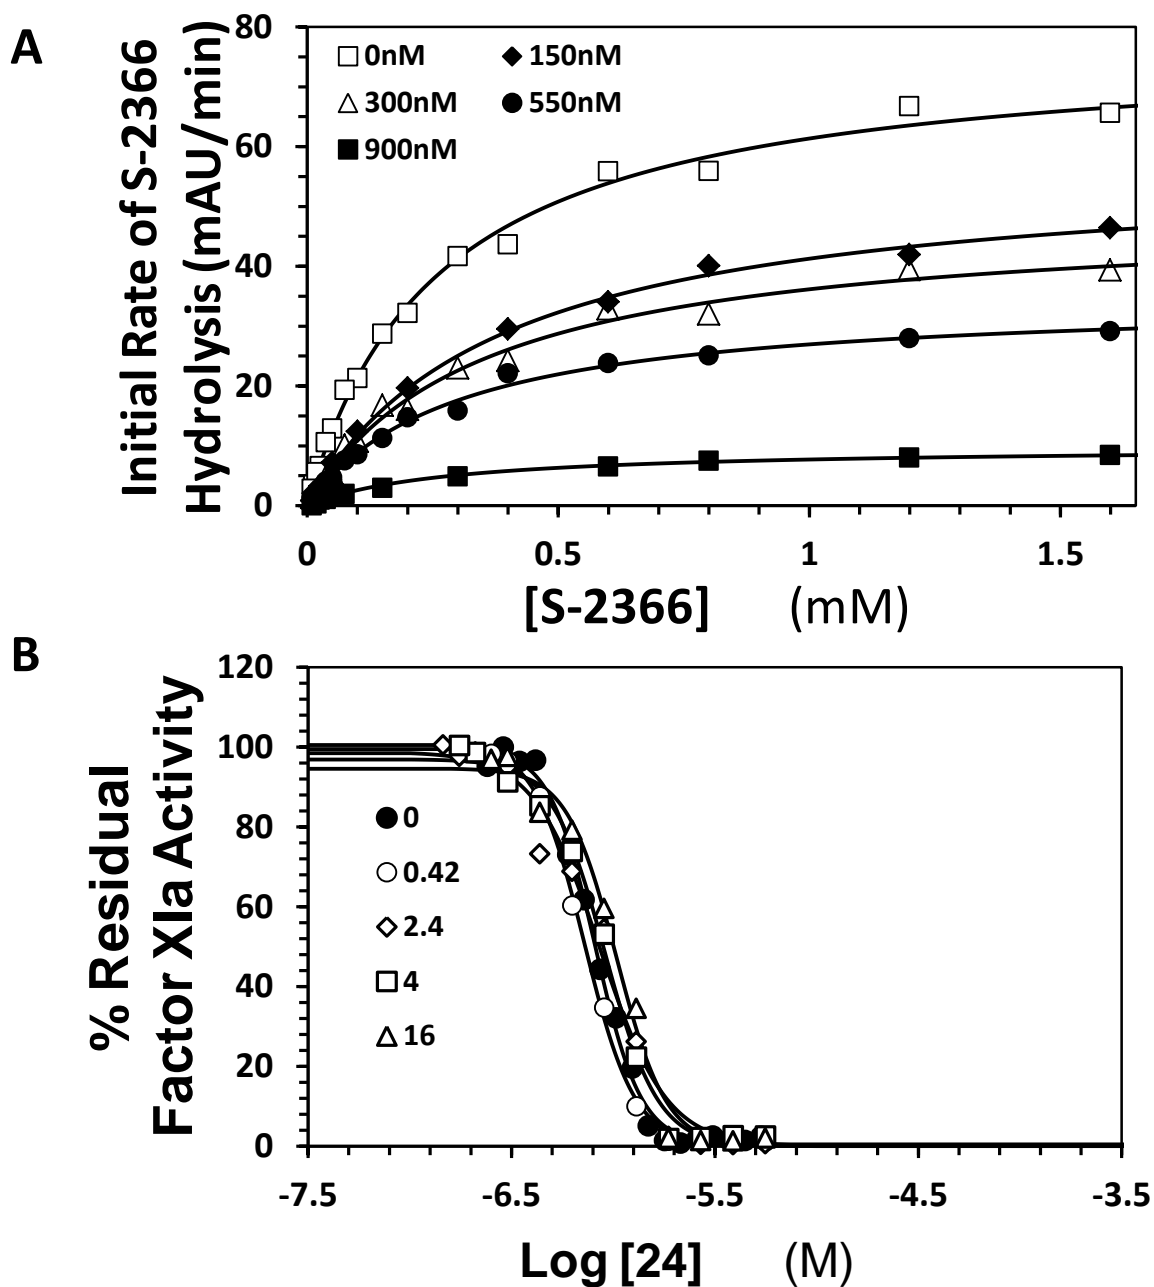 A
Initial Rate of S-2366
Hydrolysis (mAU/min)
80
60
40
20
0
0nM
150nM
300nM
550nM
900nM
0
0.5
1
1.5
[S-2366] (mM)
B
% Residual
Factor XIa Activity
120
100
80
60
40
20
0
0
0.42
2.4
4
16
-7.5
-6.5
-5.5
-4.5
-3.5
Log [24] (M)